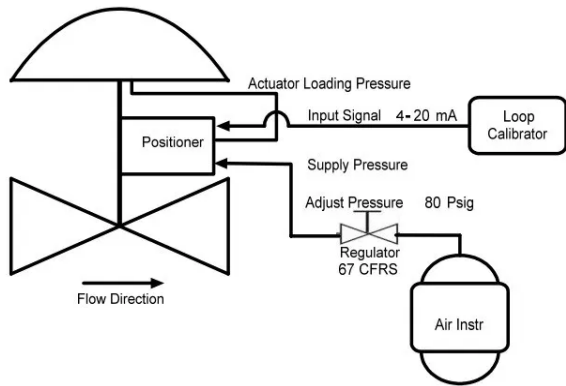 Actuator Loading Pressure
Input Signal 4-20 mA
Loop
Calibrator
Positioner
Supply Pressure
Adjust Pressure 80 Psig
Regulator
67 CFRS
Flow Direction
Air Instr